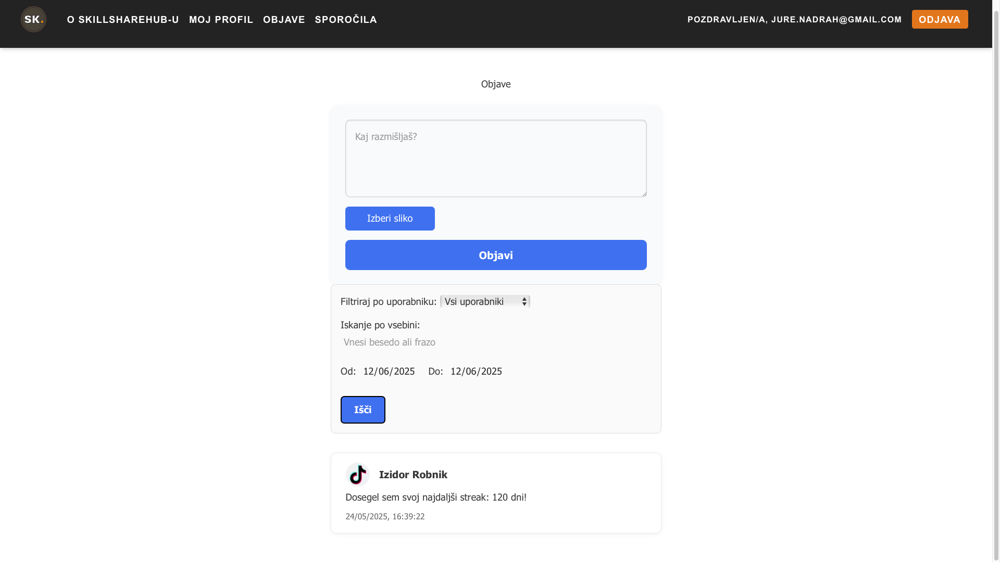 SK.
O SKILLSHAREHUB-U MOJ PROFIL OBJAVE SPOROČILA
POZDRAVLJEN/A, JURE.NADRAH@GMAIL.COM ODJAVA
Objave
Kaj razmišljaš?
Izberi sliko
Objavi
Filtriraj po uporabniku: Vsi uporabniki
Iskanje po vsebini:
Vnesi besedo ali frazo
Od: 12/06/2025 Do: 12/06/2025
Išči
Izidor Robnik
Dosegel sem svoj najdaljši streak: 120 dni!
24/05/2025, 16:39:22